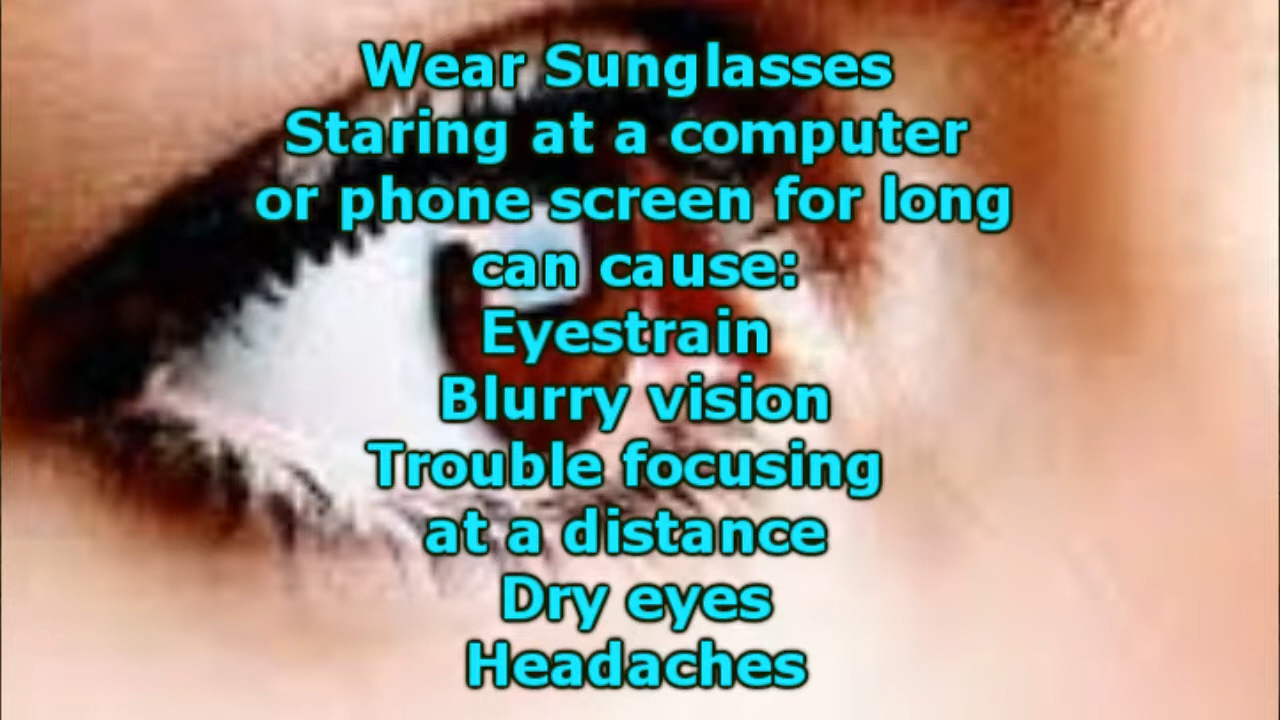 Wear Sunglasses
Staring at a computer
or phone screen for long
can cause:
Eyestrain
Blurry vision
Trouble focusing
at a distance
Dry eyes
Headaches